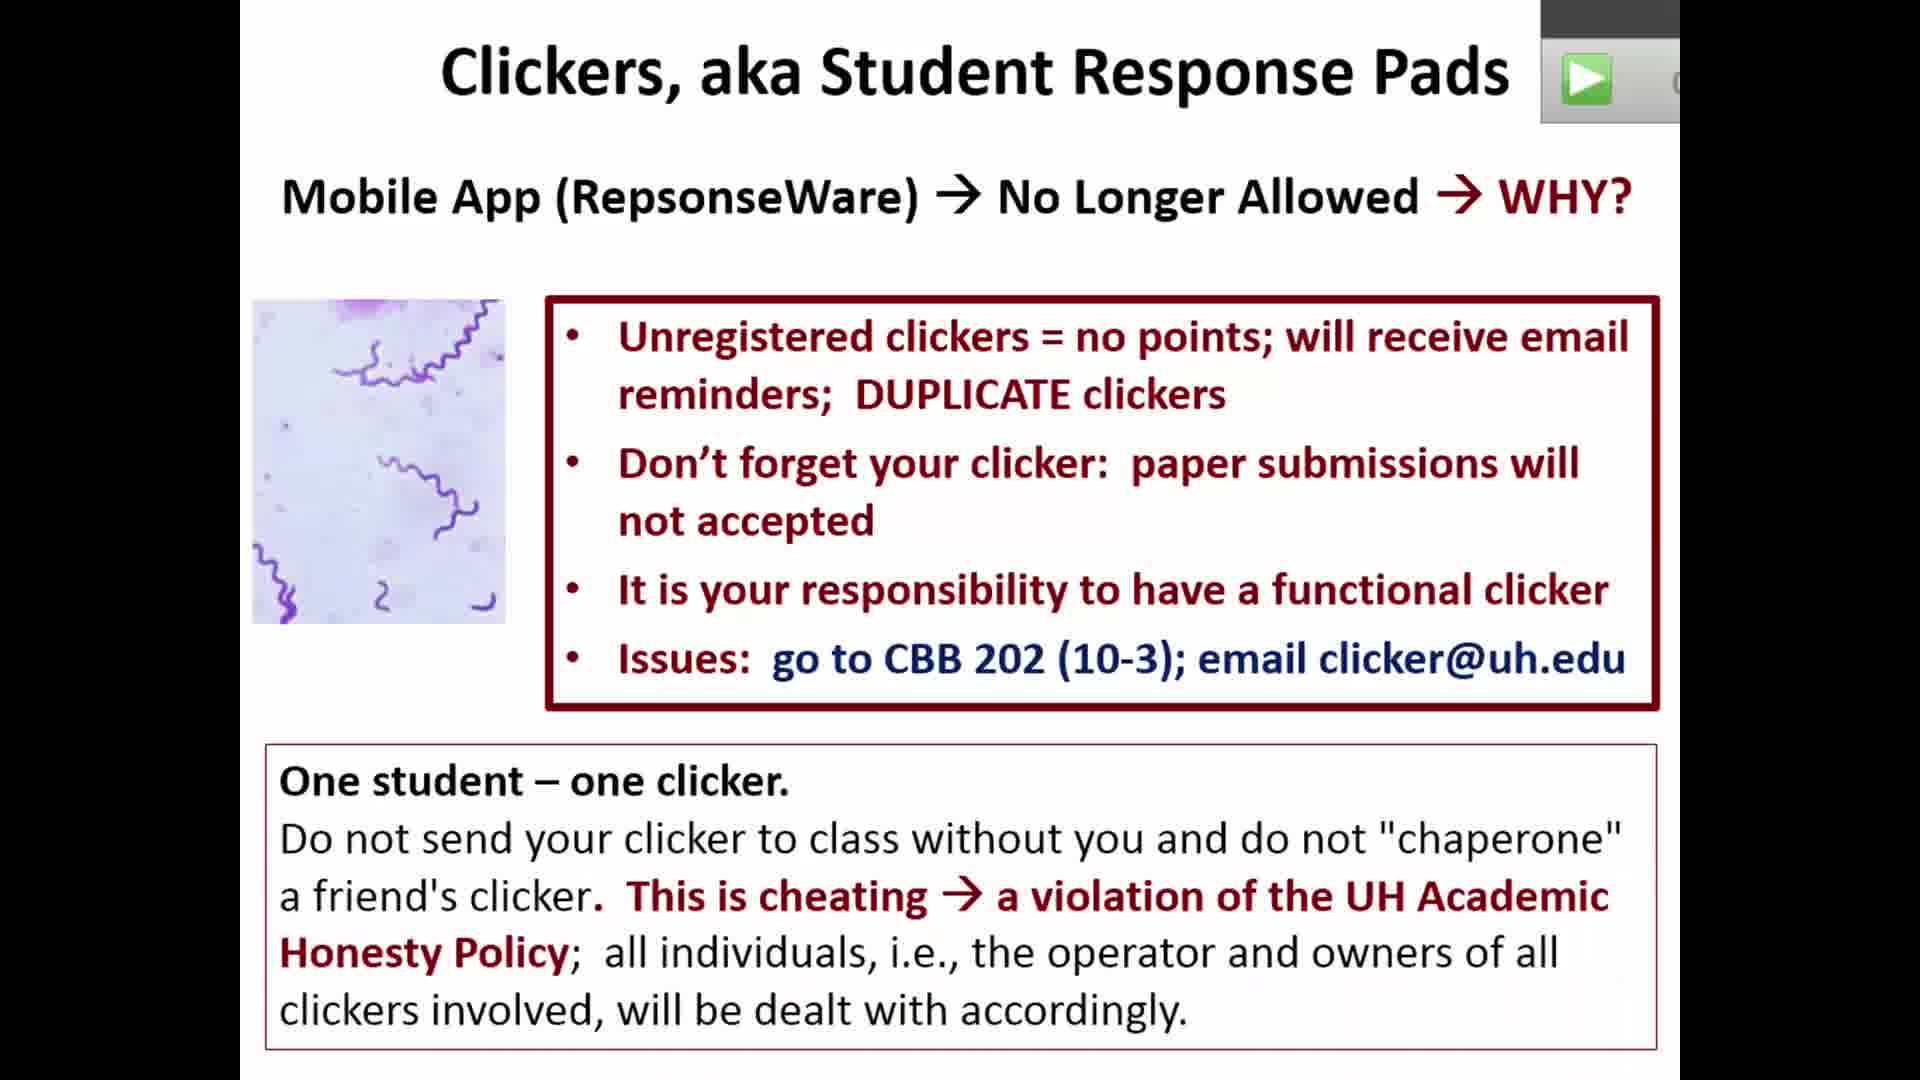 Clickers, aka Student Response Pads
Mobile App (RepsonseWare) → No Longer Allowed → WHY?
• Unregistered clickers = no points; will receive email
reminders; DUPLICATE clickers
• Don’t forget your clicker: paper submissions will
not accepted
• It is your responsibility to have a functional clicker
• Issues: go to CBB 202 (10-3); email clicker@uh.edu
One student – one clicker.
Do not send your clicker to class without you and do not "chaperone"
a friend's clicker. This is cheating → a violation of the UH Academic
Honesty Policy; all individuals, i.e., the operator and owners of all
clickers involved, will be dealt with accordingly.